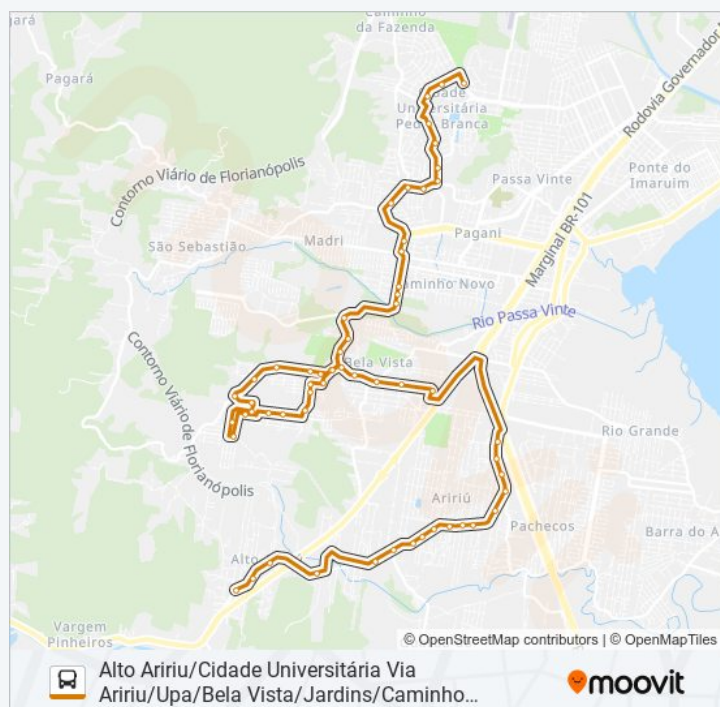 Caminho
da Fazenda
Pagará
Cidade
Universitária
Pedra Branca
Rodovia Governador
Contorno Viário de Florianópolis
Passa Vinte
Ponte do
Imaruim
Marginal BR-101
São Sebastião
Madri
Pagani
Caminho Novo
Rio Passa Vinte
Bela Vista
Contorno Viário de Florianópolis
Rio Grande
Aririú
Pachecos
Barra do A
Alto
Vargem
Pinheiros
© OpenStreetMap contributors | © OpenMapTiles
Alto Aririu/Cidade Universitária Via
Aririu/Upa/Bela Vista/Jardins/Caminho…
moovit